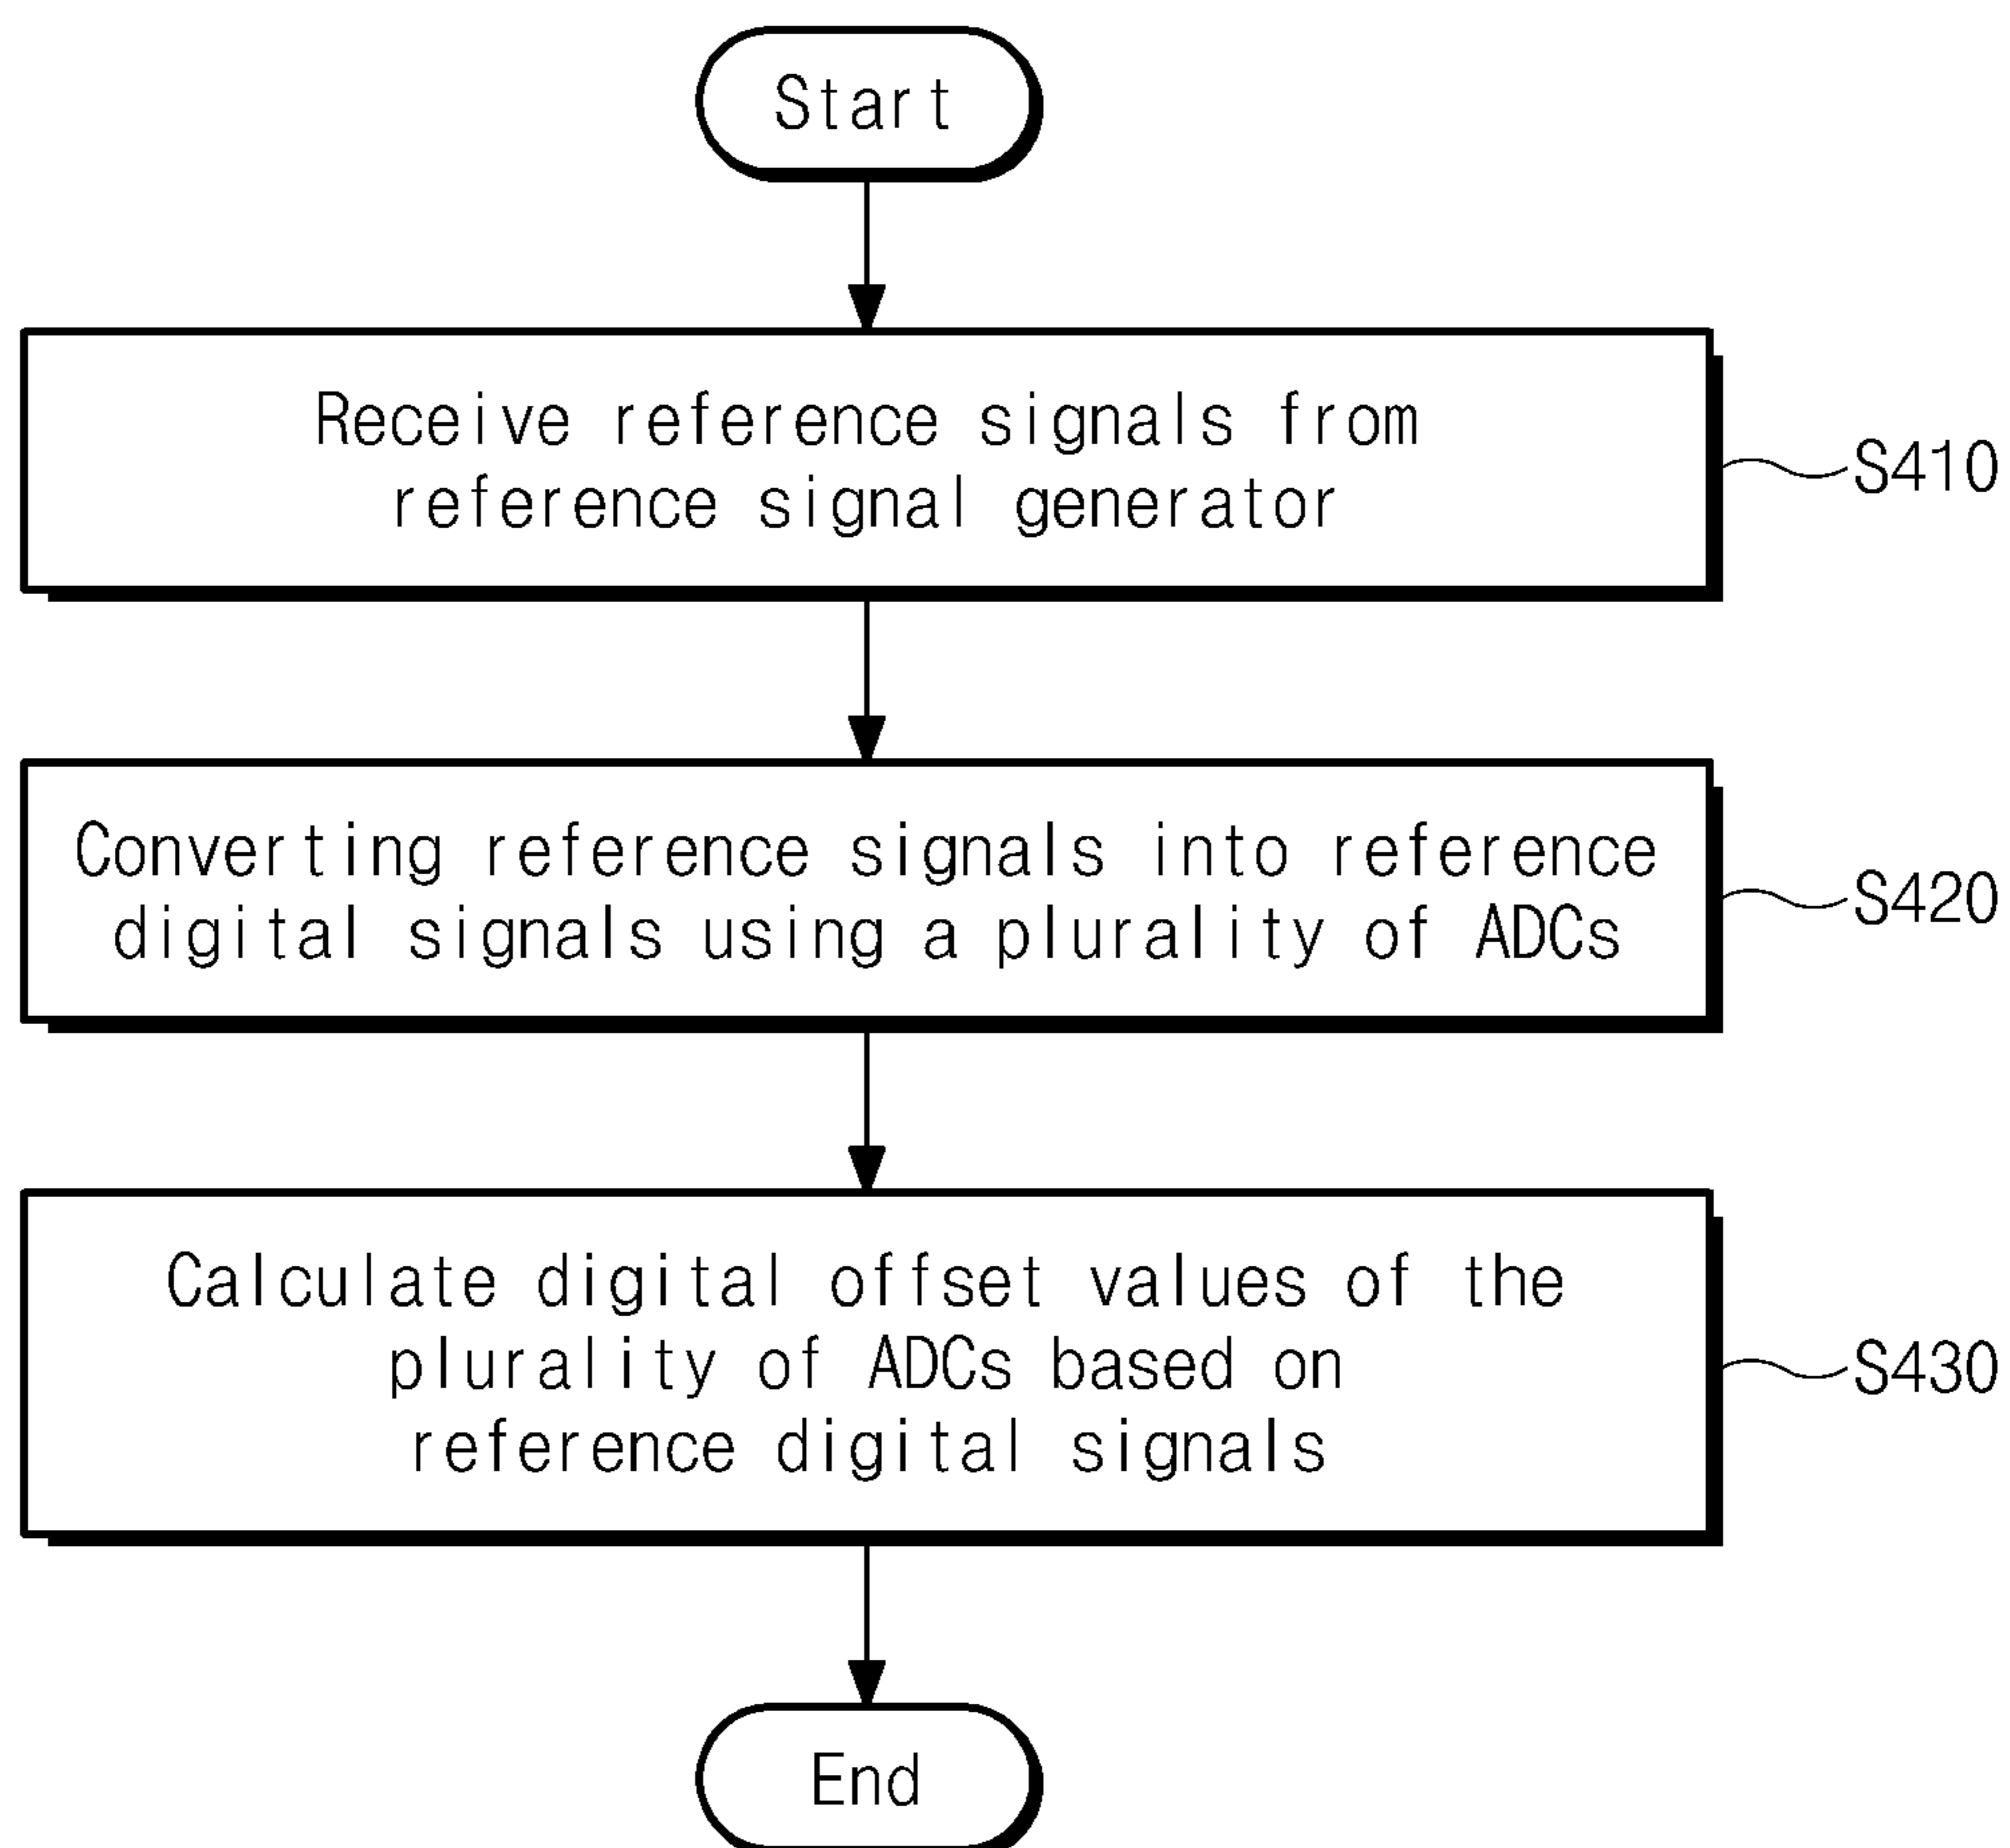 Start
Receive reference signals from
reference signal generator
S410
Converting reference signals into reference
digital signals using a plurality of ADCs
S420
Calculate digital offset values of the
plurality of ADCs based on
reference digital signals
S430
End